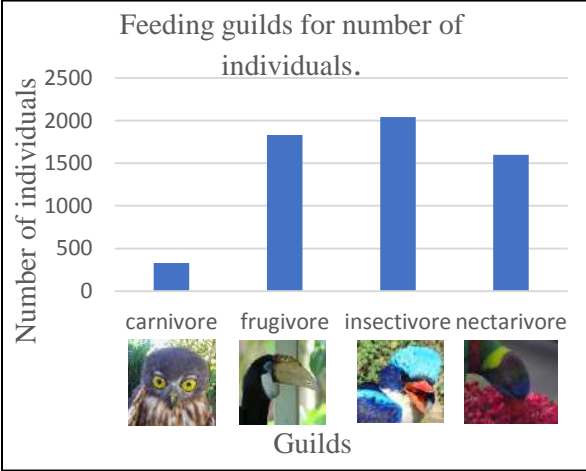 Feeding guilds for number of
individuals.
Number of individuals
2500
2000
1500
1000
500
0
carnivore frugivore insectivore nectarivore
Guilds